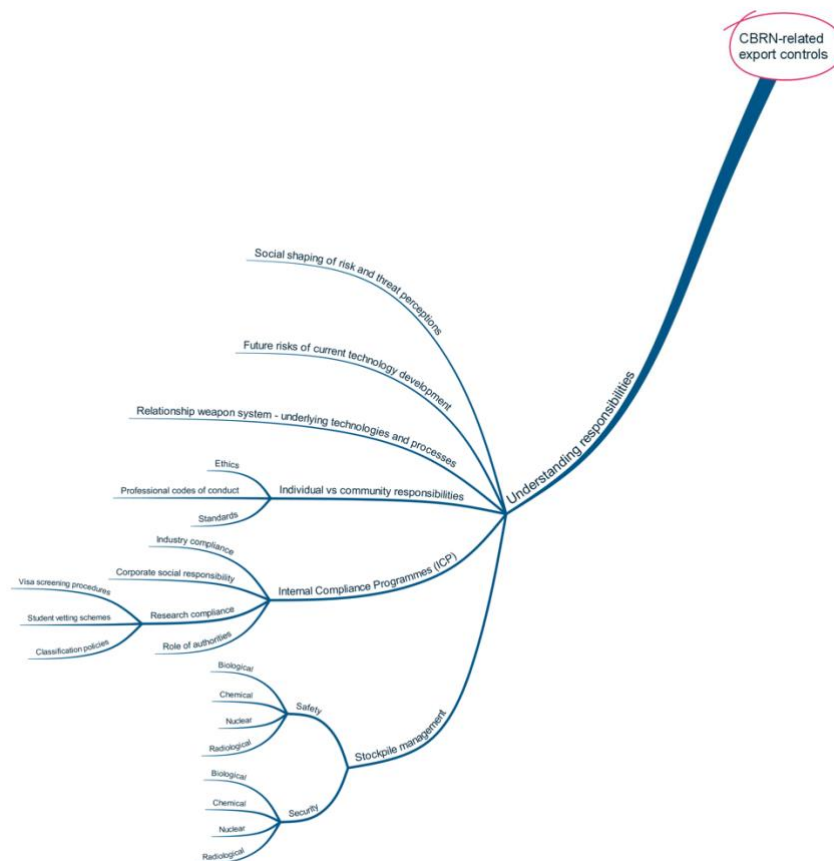 CBRN-related
export controls
Understanding responsibilities
Social shaping of risk and threat perceptions
Future risks of current technology development
Relationship weapon system - underlying technologies and processes
Individual vs community responsibilities
Ethics
Professional codes of conduct
Standards
Internal Compliance Programmes (ICP)
Industry compliance
Corporate social responsibility
Research compliance
Visa screening procedures
Student vetting schemes
Classification policies
Role of authorities
Stockpile management
Safety
Biological
Chemical
Nuclear
Radiological
Security
Biological
Chemical
Nuclear
Radiological